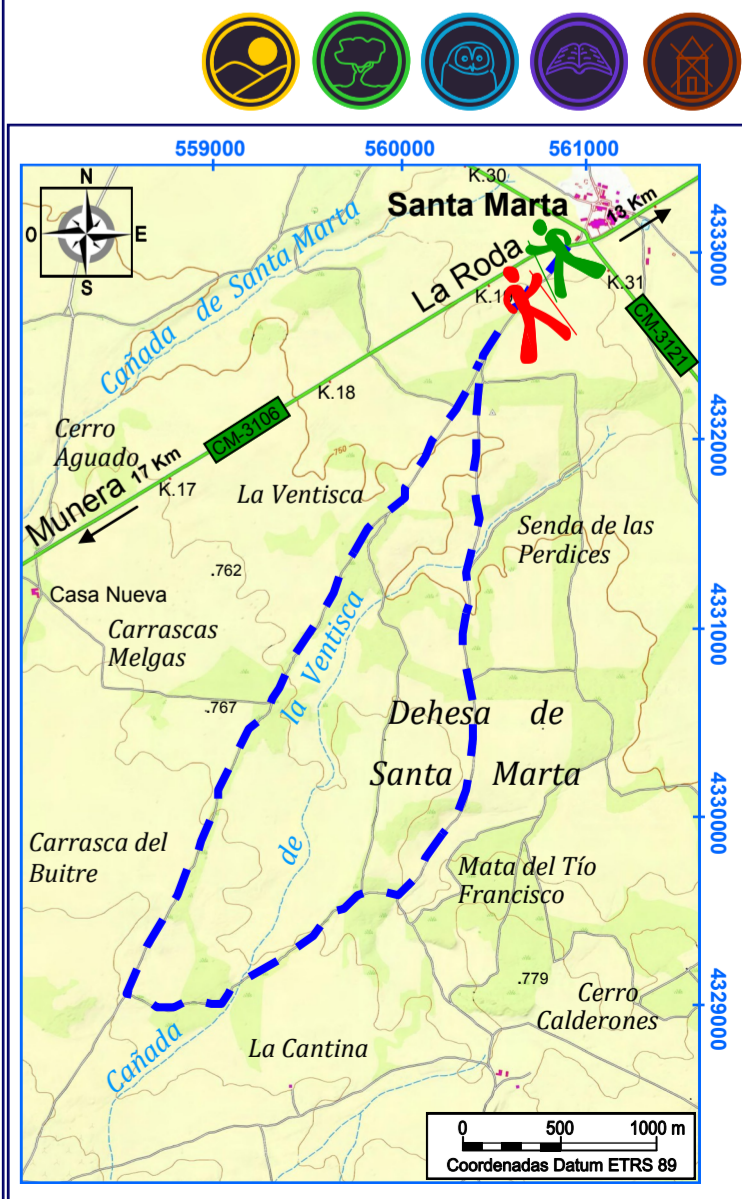 559000
560000
561000
N
O
E
S
K.30
Santa Marta
13 Km
4333000
Cañada de Santa Marta
La Roda
K.19
K.31
CM-3121
K.18
CM-3106
Cerro
Aguado
760
4332000
Munera 17 Km
K.17
La Ventisca
Senda de las
Perdices
.762
Casa Nueva
Carrascas
Melgas
4331000
.767
Dehesa de
Santa Marta
4330000
Carrasca del
Buitre
Mata del Tío
Francisco
.779
Cerro
Calderones
4329000
Cañada de la Ventisca
La Cantina
0 500 1000 m
Coordenadas Datum ETRS 89